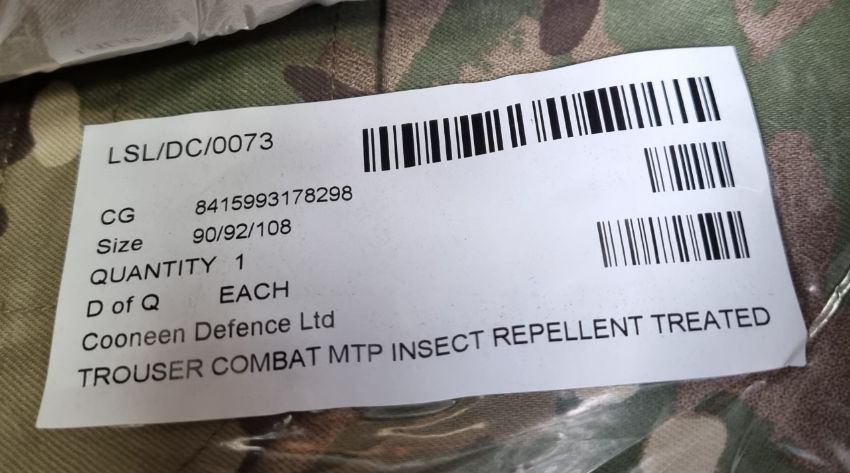 LSL/DC/0073
CG 8415993178298
Size 90/92/108
QUANTITY 1
D of Q EACH
Cooneen Defence Ltd
TROUSER COMBAT MTP INSECT REPELLENT TREATED